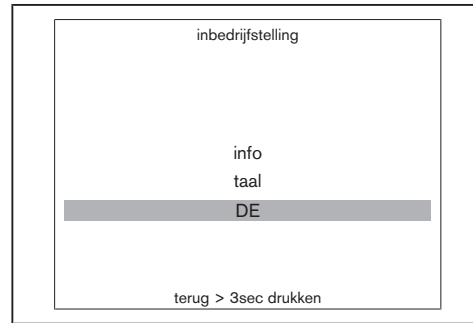 inbedrijfstelling
info
taal
DE
terug > 3sec drukken